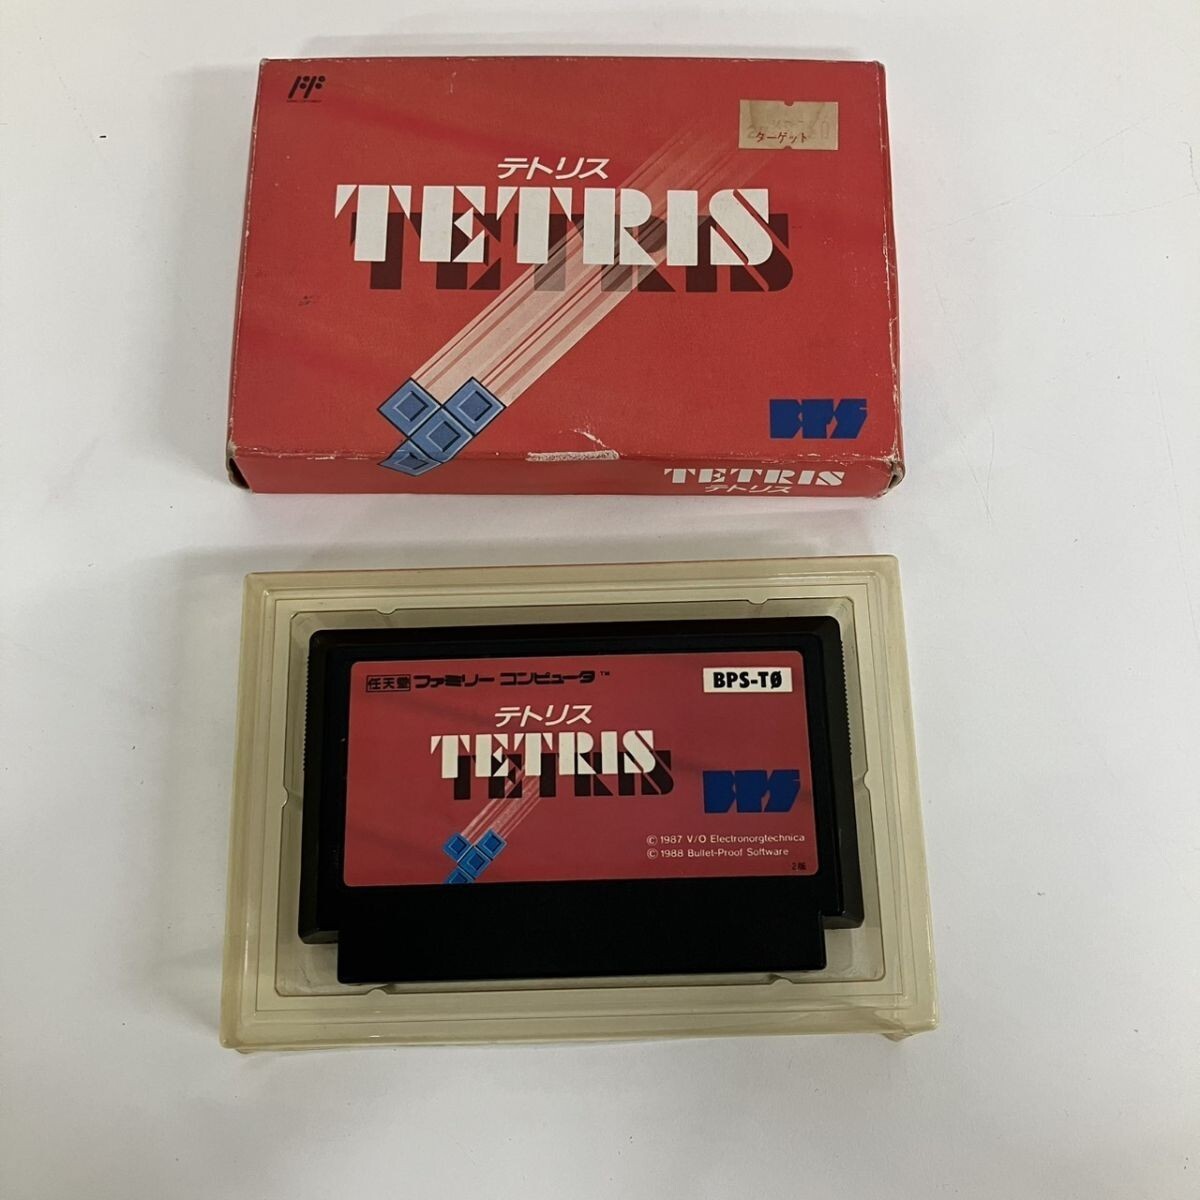 テトリス
TETRIS
ターゲット
BPS
TETRIS
テトリス
任天堂 ファミリーコンピュータ™
BPS-TØ
テトリス
TETRIS
BPS
© 1987 V/O Electronorgtechnica
© 1988 Bullet-Proof Software
2版